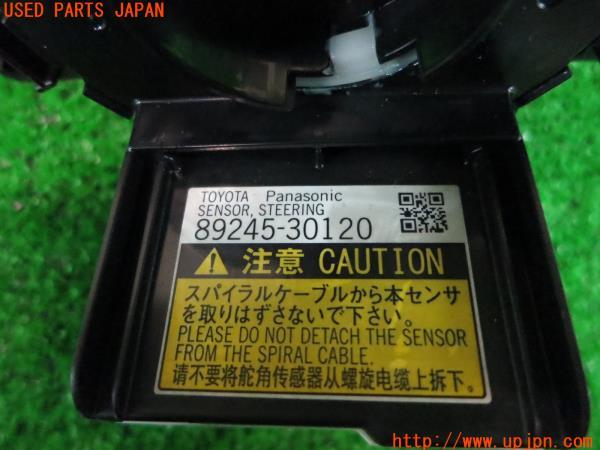 USED PARTS JAPAN
TOYOTA Panasonic
SENSOR, STEERING
89245-30120
注意 CAUTION
スパイラルケーブルから本センサ
を取りはずさないで下さい。
PLEASE DO NOT DETACH THE SENSOR
FROM THE SPIRAL CABLE.
请不要将舵角传感器从螺旋电缆上拆下。
http://www.upjpn.com/